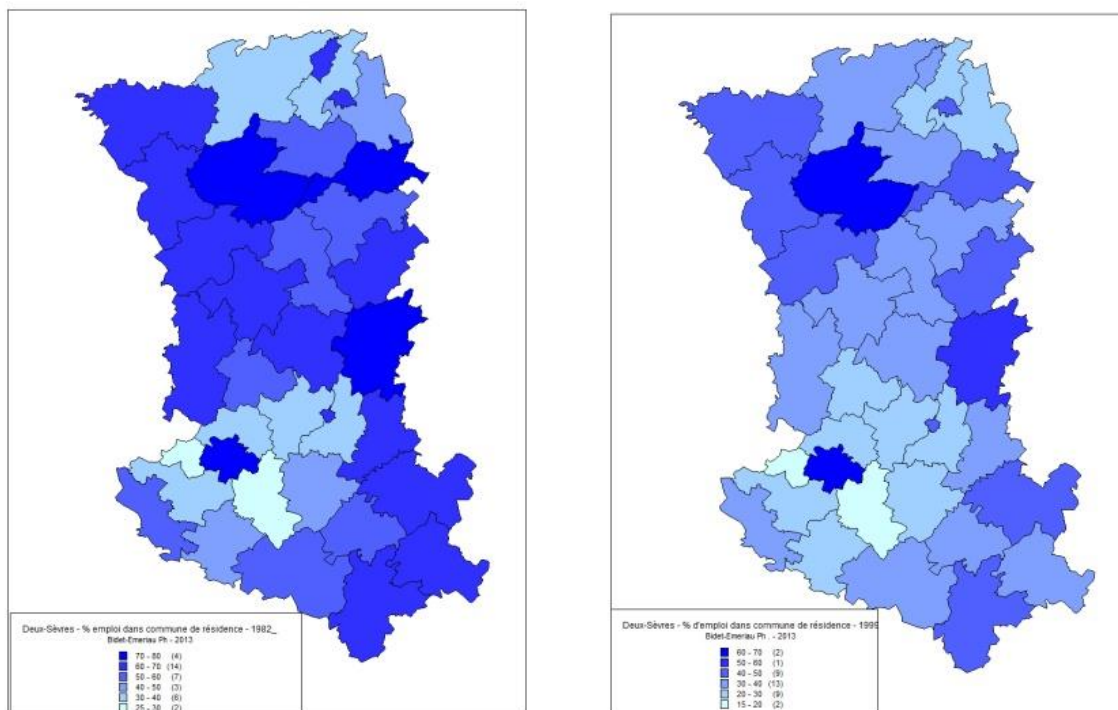 Deux-Sèvres - % emploi dans commune de résidence - 1982_
Bidet-Emeriau Ph - 2013
70 - 80 (4)
60 - 70 (14)
50 - 60 (7)
40 - 50 (3)
30 - 40 (6)
25 - 30 (2)
Deux-Sèvres - % d'emploi dans commune de résidence - 1999
Bidet-Emeriau Ph . - 2013
60 - 70 (2)
50 - 60 (1)
40 - 50 (9)
30 - 40 (13)
20 - 30 (9)
15 - 20 (2)